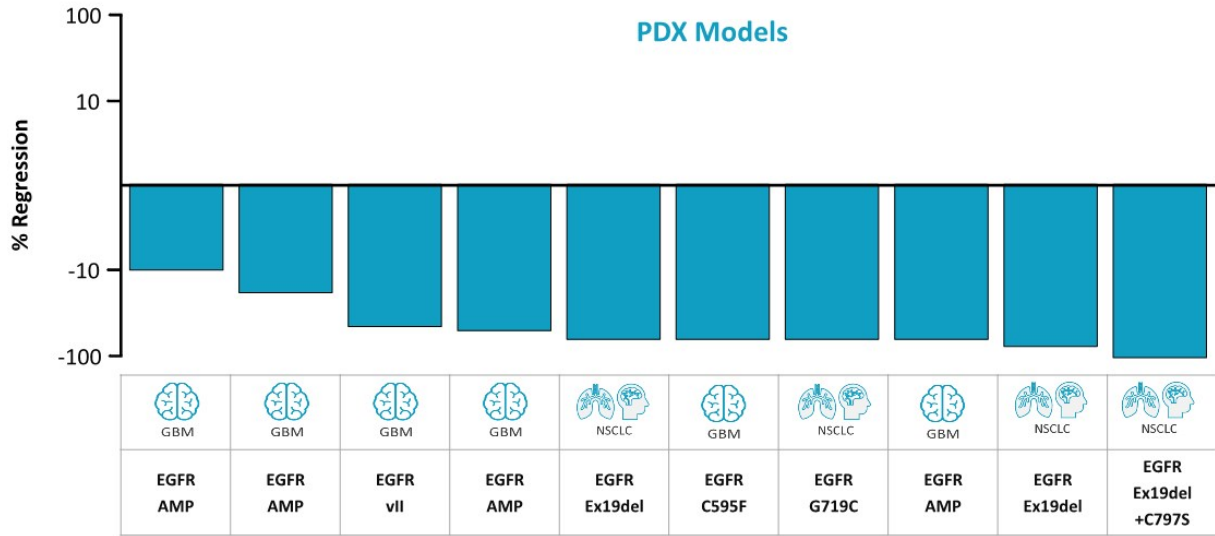 PDX Models
% Regression
100
10
-10
-100
GBM GBM GBM GBM NSCLC GBM NSCLC GBM NSCLC NSCLC
EGFR AMP
EGFR AMP
EGFR vII
EGFR AMP
EGFR Ex19del
EGFR C595F
EGFR G719C
EGFR AMP
EGFR Ex19del
EGFR Ex19del +C797S